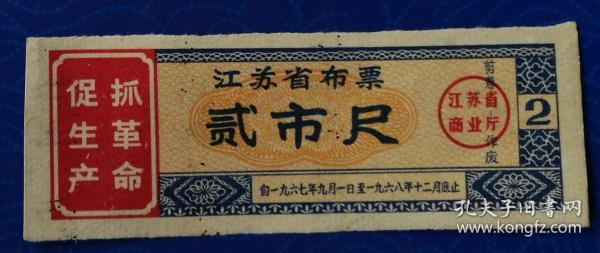 抓革命
促生产
江苏省布票
贰市尺
江苏省
商业厅
剪券作废
2
自一九六七年九月一日至一九六八年十二月底止
孔夫子旧书网
www.kongfz.com